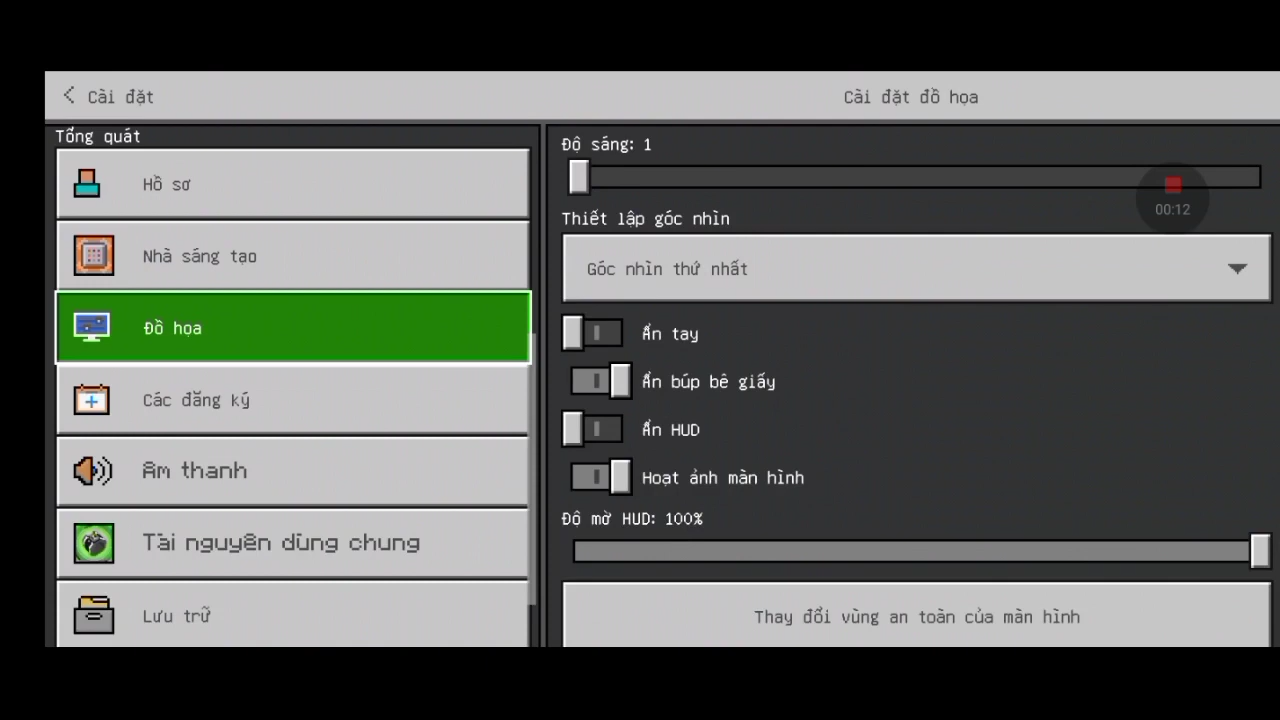 Cài đặt
Cài đặt đồ họa
Tổng quát
Hồ sơ
Nhà sáng tạo
Đồ họa
Các đăng ký
Âm thanh
Tài nguyên dùng chung
Lưu trữ
Độ sáng: 1
00:12
Thiết lập góc nhìn
Góc nhìn thứ nhất
Ẩn tay
Ẩn búp bê giấy
Ẩn HUD
Hoạt ảnh màn hình
Độ mờ HUD: 100%
Thay đổi vùng an toàn của màn hình